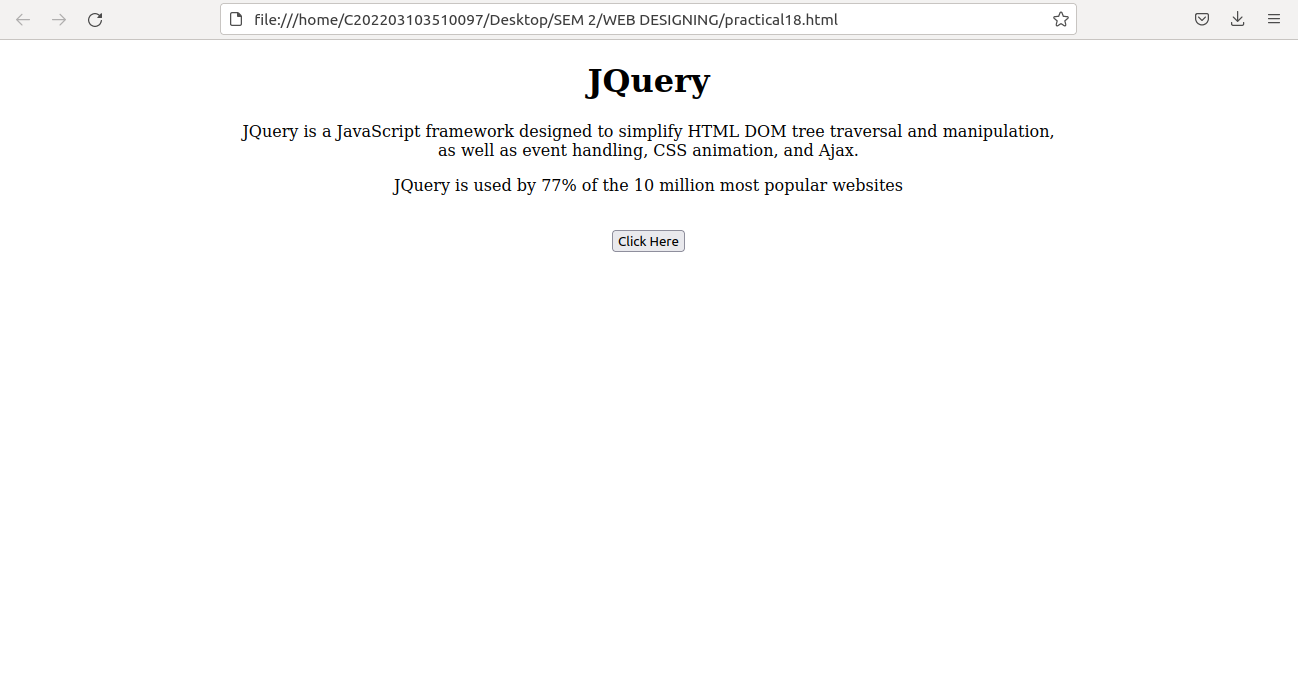 file:///home/C202203103510097/Desktop/SEM 2/WEB DESIGNING/practical18.html
JQuery
JQuery is a JavaScript framework designed to simplify HTML DOM tree traversal and manipulation,
as well as event handling, CSS animation, and Ajax.
JQuery is used by 77% of the 10 million most popular websites
Click Here